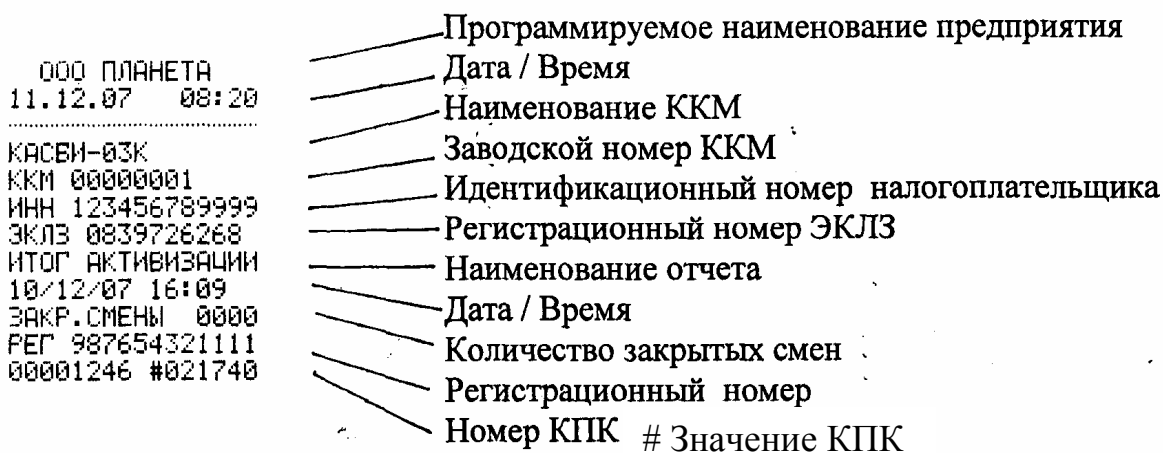 ООО ПЛАНЕТА
11.12.07 08:20
КАСБИ-03К
ККМ 00000001
ИНН 123456789999
ЭКЛЗ 0839726268
ИТОГ АКТИВИЗАЦИИ
10/12/07 16:09
ЗАКР.СМЕНЫ 0000
РЕГ 987654321111
00001246 #021740
Программируемое наименование предприятия
Дата / Время
Наименование ККМ
Заводской номер ККМ
Идентификационный номер налогоплательщика
Регистрационный номер ЭКЛЗ
Наименование отчета
Дата / Время
Количество закрытых смен
Регистрационный номер
Номер КПК # Значение КПК